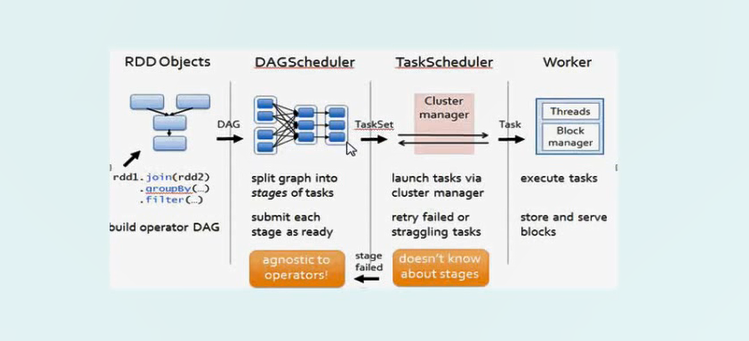 RDD Objects
DAGScheduler
TaskScheduler
Worker
DAG
TaskSet
Cluster
manager
Task
Threads
Block
manager
rdd1.join(rdd2)
.groupBy(…)
.filter(…)
build operator DAG
split graph into
stages of tasks
submit each
stage as ready
launch tasks via
cluster manager
retry failed or
straggling tasks
execute tasks
store and serve
blocks
agnostic to
operators!
stage
failed
doesn't know
about stages